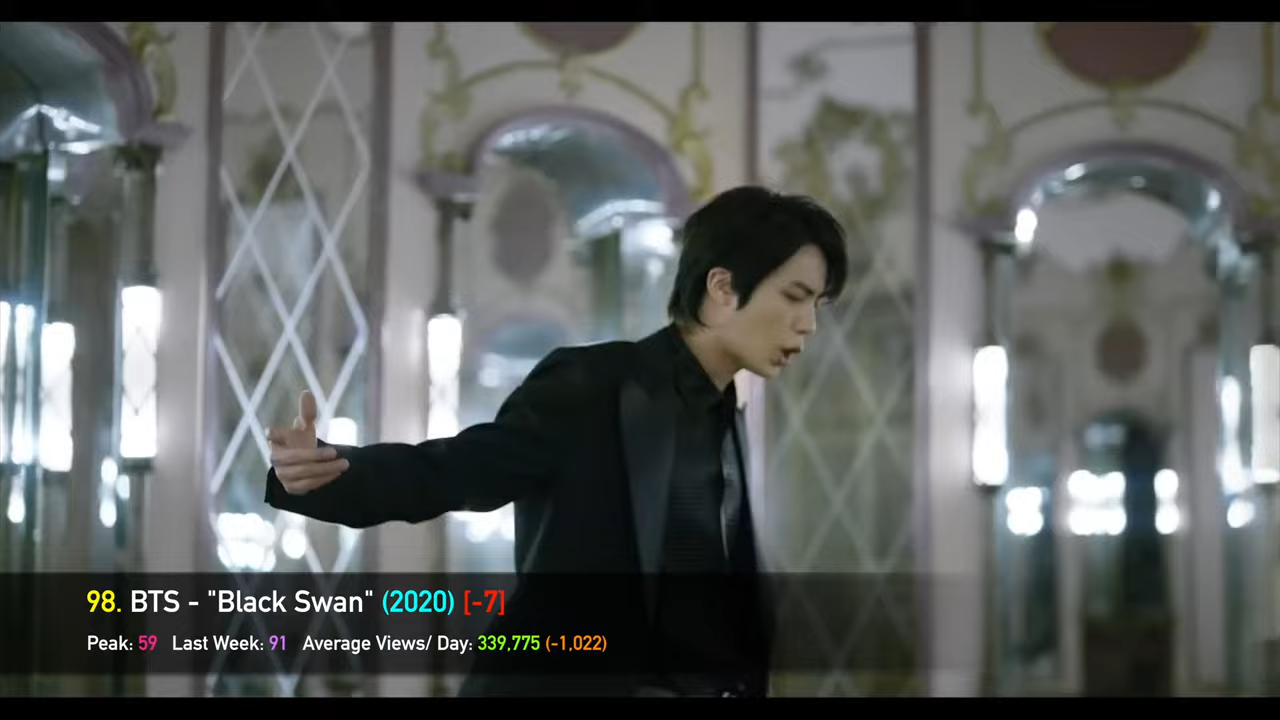 98. BTS - "Black Swan" (2020) [-7]
Peak: 59 Last Week: 91 Average Views/ Day: 339,775 (-1,022)